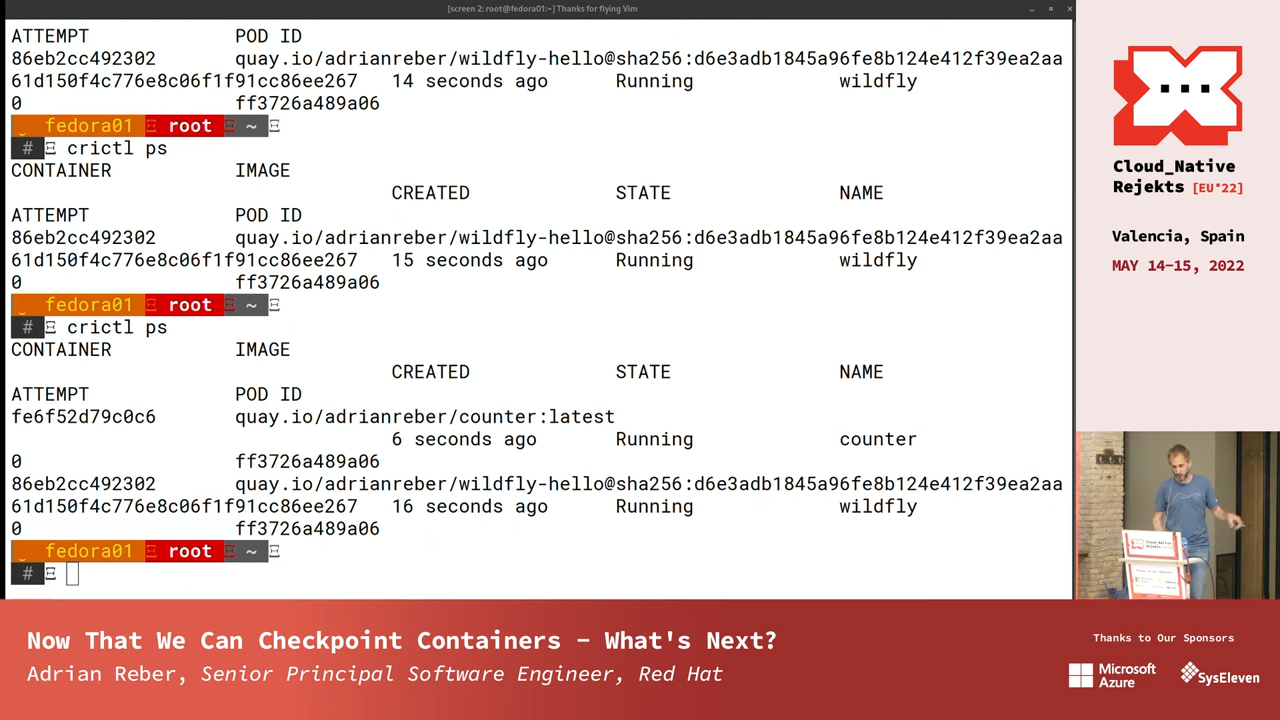 [screen 2: root@fedora01:~] Thanks for flying Vim
ATTEMPT POD ID
86eb2cc492302 quay.io/adrianreber/wildfly-hello@sha256:d6e3adb1845a96fe8b124e412f39ea2aa
61d150f4c776e8c06f1f91cc86ee267 14 seconds ago Running wildfly
0 ff3726a489a06
fedora01 root ~
# crictl ps
CONTAINER IMAGE
CREATED STATE NAME
ATTEMPT POD ID
86eb2cc492302 quay.io/adrianreber/wildfly-hello@sha256:d6e3adb1845a96fe8b124e412f39ea2aa
61d150f4c776e8c06f1f91cc86ee267 15 seconds ago Running wildfly
0 ff3726a489a06
fedora01 root ~
# crictl ps
CONTAINER IMAGE
CREATED STATE NAME
ATTEMPT POD ID
fe6f52d79c0c6 quay.io/adrianreber/counter:latest
6 seconds ago Running counter
0 ff3726a489a06
86eb2cc492302 quay.io/adrianreber/wildfly-hello@sha256:d6e3adb1845a96fe8b124e412f39ea2aa
61d150f4c776e8c06f1f91cc86ee267 16 seconds ago Running wildfly
0 ff3726a489a06
fedora01 root ~
#
Cloud_Native
Rejekts [EU*22]
Valencia, Spain
MAY 14-15, 2022
Cloud_Native
Rejekts
Now That We Can Checkpoint Containers - What's Next?
Adrian Reber, Senior Principal Software Engineer, Red Hat
Thanks to Our Sponsors
Microsoft
Azure
SysEleven